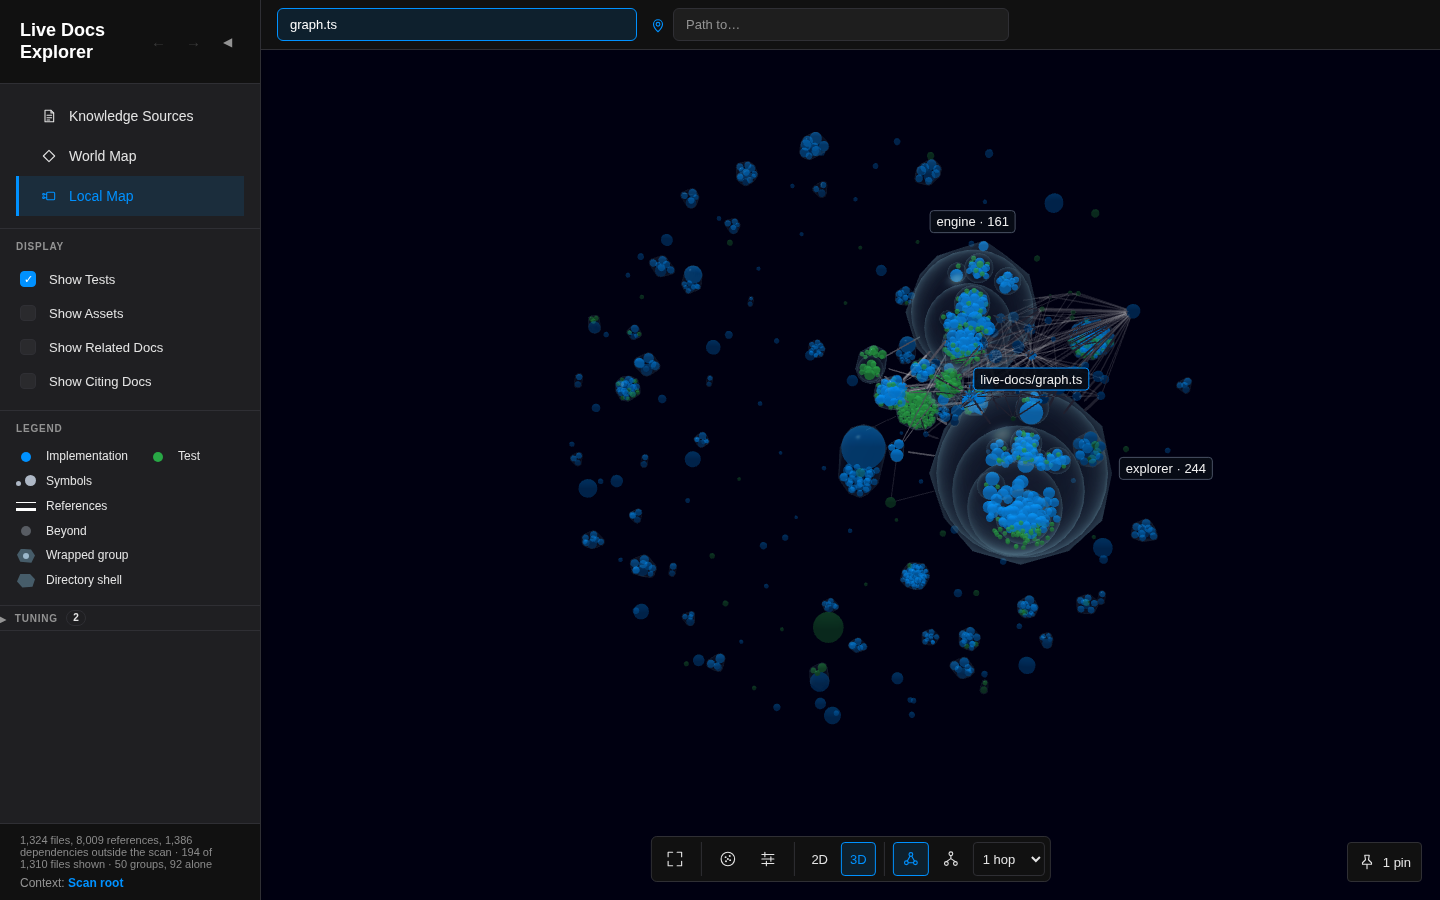 Live Docs
Explorer
← → ◀
graph.ts
Path to…
Knowledge Sources
World Map
Local Map
DISPLAY
Show Tests
Show Assets
Show Related Docs
Show Citing Docs
LEGEND
Implementation
Test
Symbols
References
Beyond
Wrapped group
Directory shell
TUNING 2
1,324 files, 8,009 references, 1,386
dependencies outside the scan · 194 of
1,310 files shown · 50 groups, 92 alone
Context: Scan root
engine · 161
live-docs/graph.ts
explorer · 244
2D
3D
1 hop
1 pin